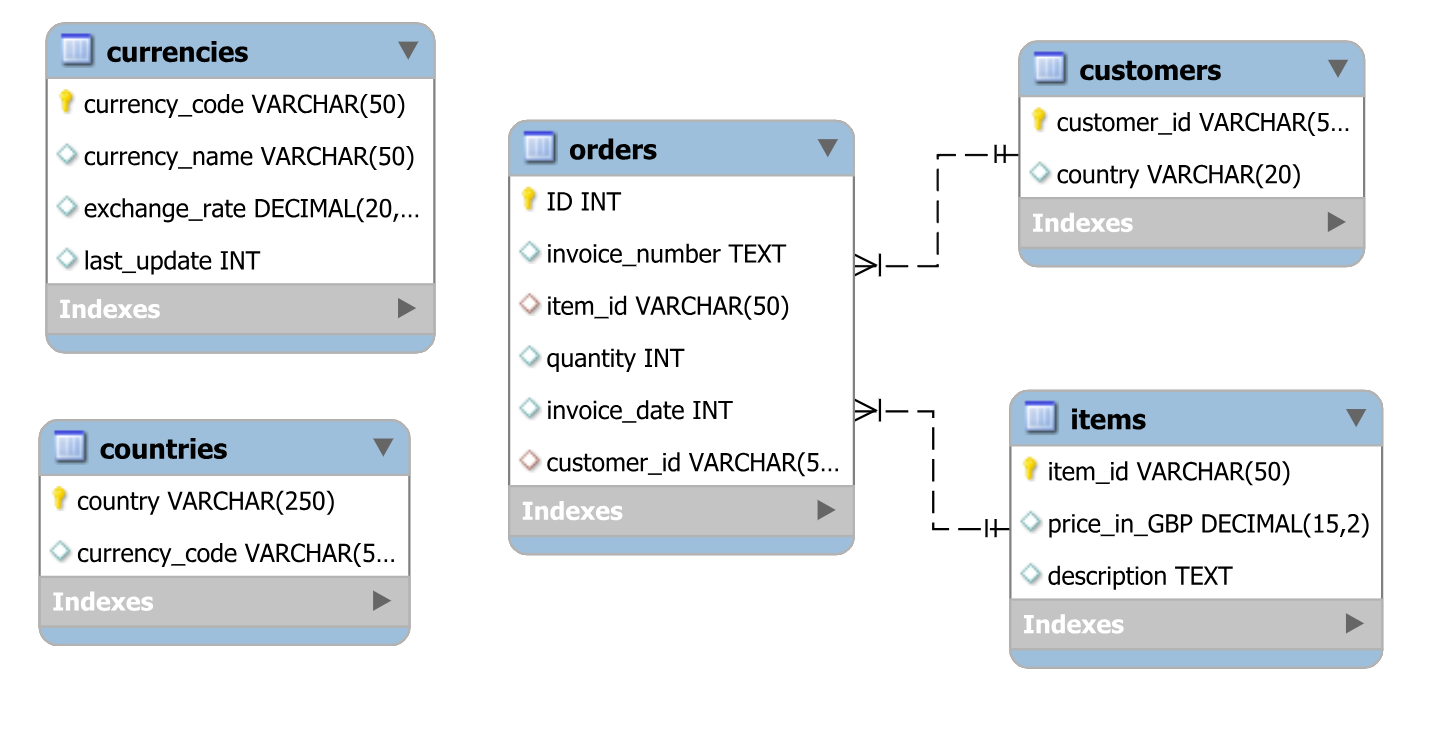 currencies
currency_code VARCHAR(50)
currency_name VARCHAR(50)
exchange_rate DECIMAL(20,...
last_update INT
Indexes
countries
country VARCHAR(250)
currency_code VARCHAR(5...
Indexes
orders
ID INT
invoice_number TEXT
item_id VARCHAR(50)
quantity INT
invoice_date INT
customer_id VARCHAR(5...
Indexes
customers
customer_id VARCHAR(5...
country VARCHAR(20)
Indexes
items
item_id VARCHAR(50)
price_in_GBP DECIMAL(15,2)
description TEXT
Indexes